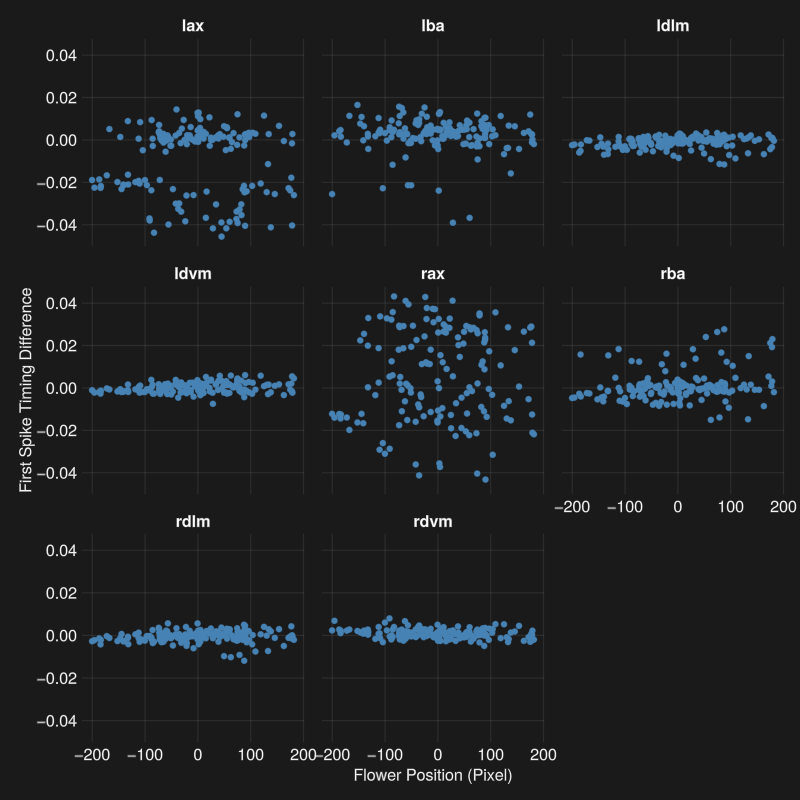 lax lba ldlm
0.04
0.02
0.00
−0.02
−0.04
ldvm rax rba
0.04
0.02
0.00
−0.02
−0.04
First Spike Timing Difference
−200 −100 0 100 200
rdlm rdvm
0.04
0.02
0.00
−0.02
−0.04
−200 −100 0 100 200 −200 −100 0 100 200
Flower Position (Pixel)